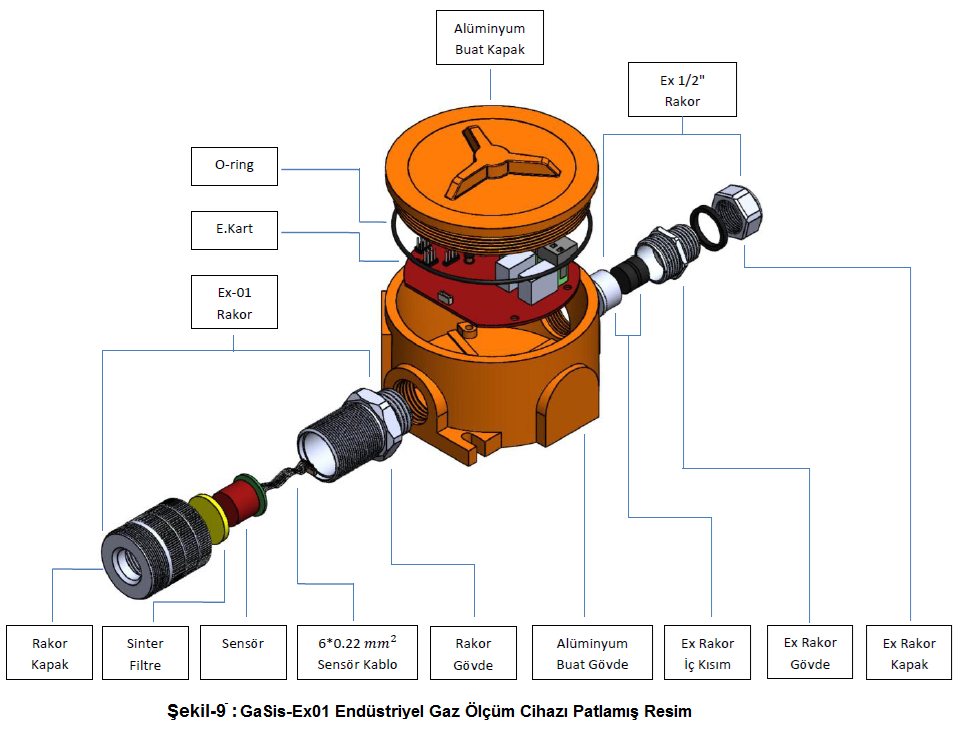 Alüminyum
Buat Kapak
Ex 1/2"
Rakor
O-ring
E.Kart
Ex-01
Rakor
Rakor
Kapak
Sinter
Filtre
Sensör
6*0.22 mm²
Sensör Kablo
Rakor
Gövde
Alüminyum
Buat Gövde
Ex Rakor
İç Kısım
Ex Rakor
Gövde
Ex Rakor
Kapak
Şekil-9 : GaSis-Ex01 Endüstriyel Gaz Ölçüm Cihazı Patlamış Resim